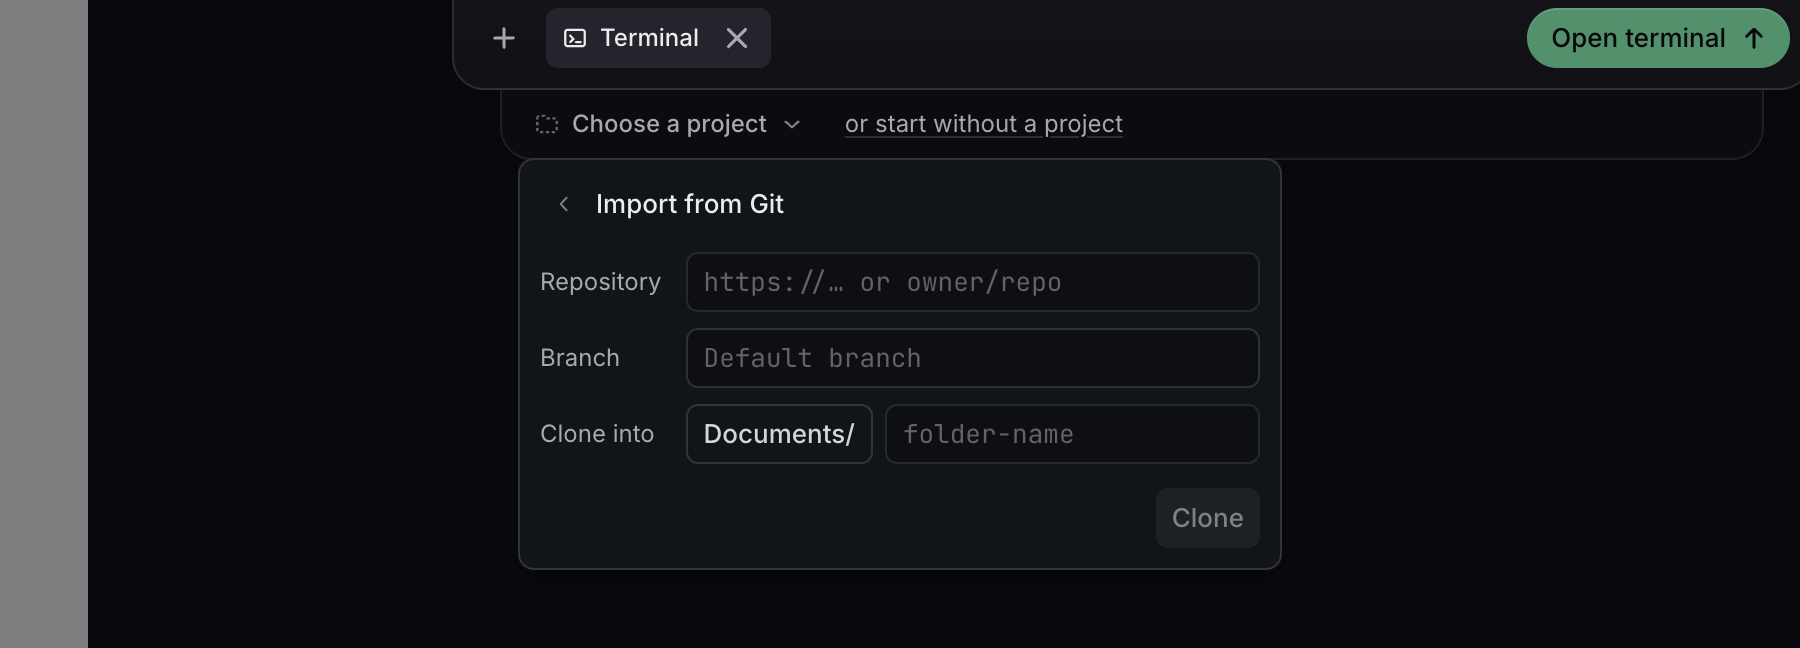 Terminal
Open terminal
Choose a project
or start without a project
Import from Git
Repository
https://… or owner/repo
Branch
Default branch
Clone into
Documents/
folder-name
Clone